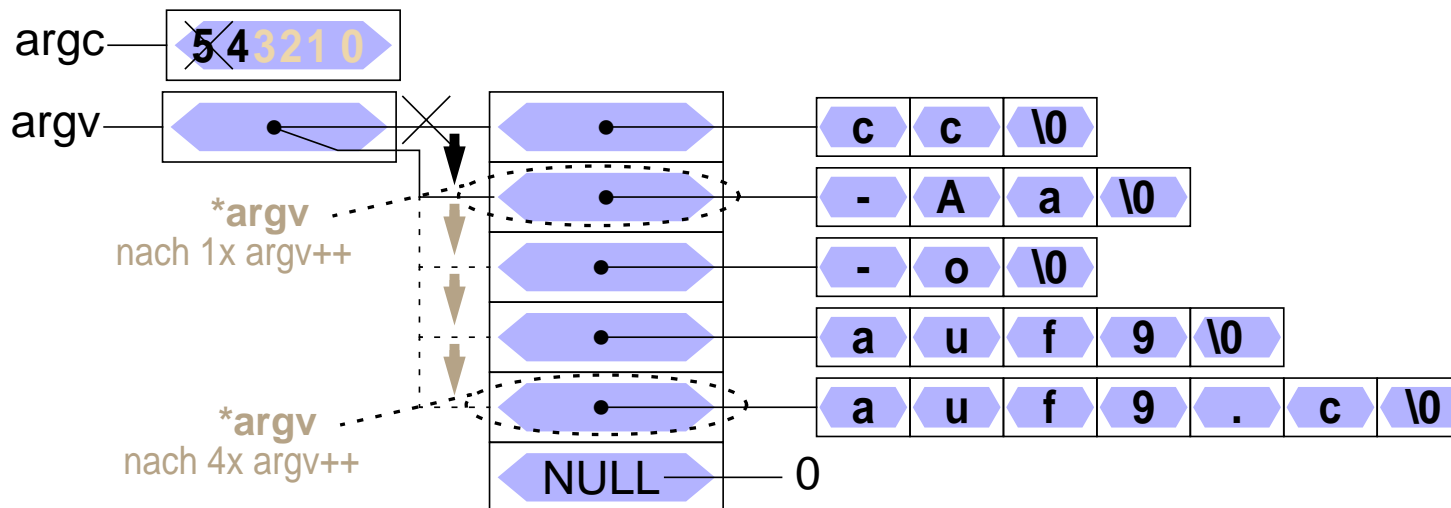 argc 5 4 3 2 1 0
argv c c \0
- A a \0
*argv
nach 1x argv++
- o \0
a u f 9 \0
a u f 9 . c \0
*argv
nach 4x argv++
NULL 0